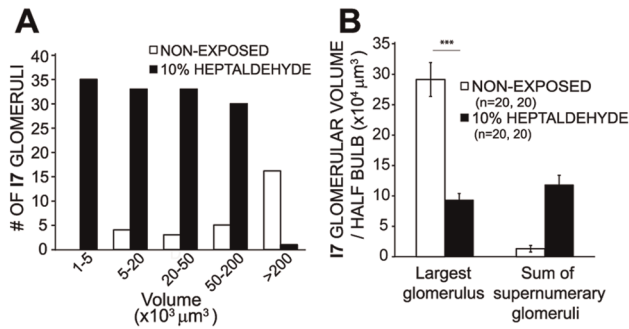 A
NON-EXPOSED
10% HEPTALDEHYDE
# OF I7 GLOMERULI
40
35
30
25
20
15
10
5
0
1-5
5-20
20-50
50-200
>200
Volume
(x10³ µm³)
B
I7 GLOMERULAR VOLUME
/ HALF BULB (x10⁴ µm³)
35
30
25
20
15
10
5
0
***
NON-EXPOSED
(n=20, 20)
10% HEPTALDEHYDE
(n=20, 20)
Largest
glomerulus
Sum of
supernumerary
glomeruli